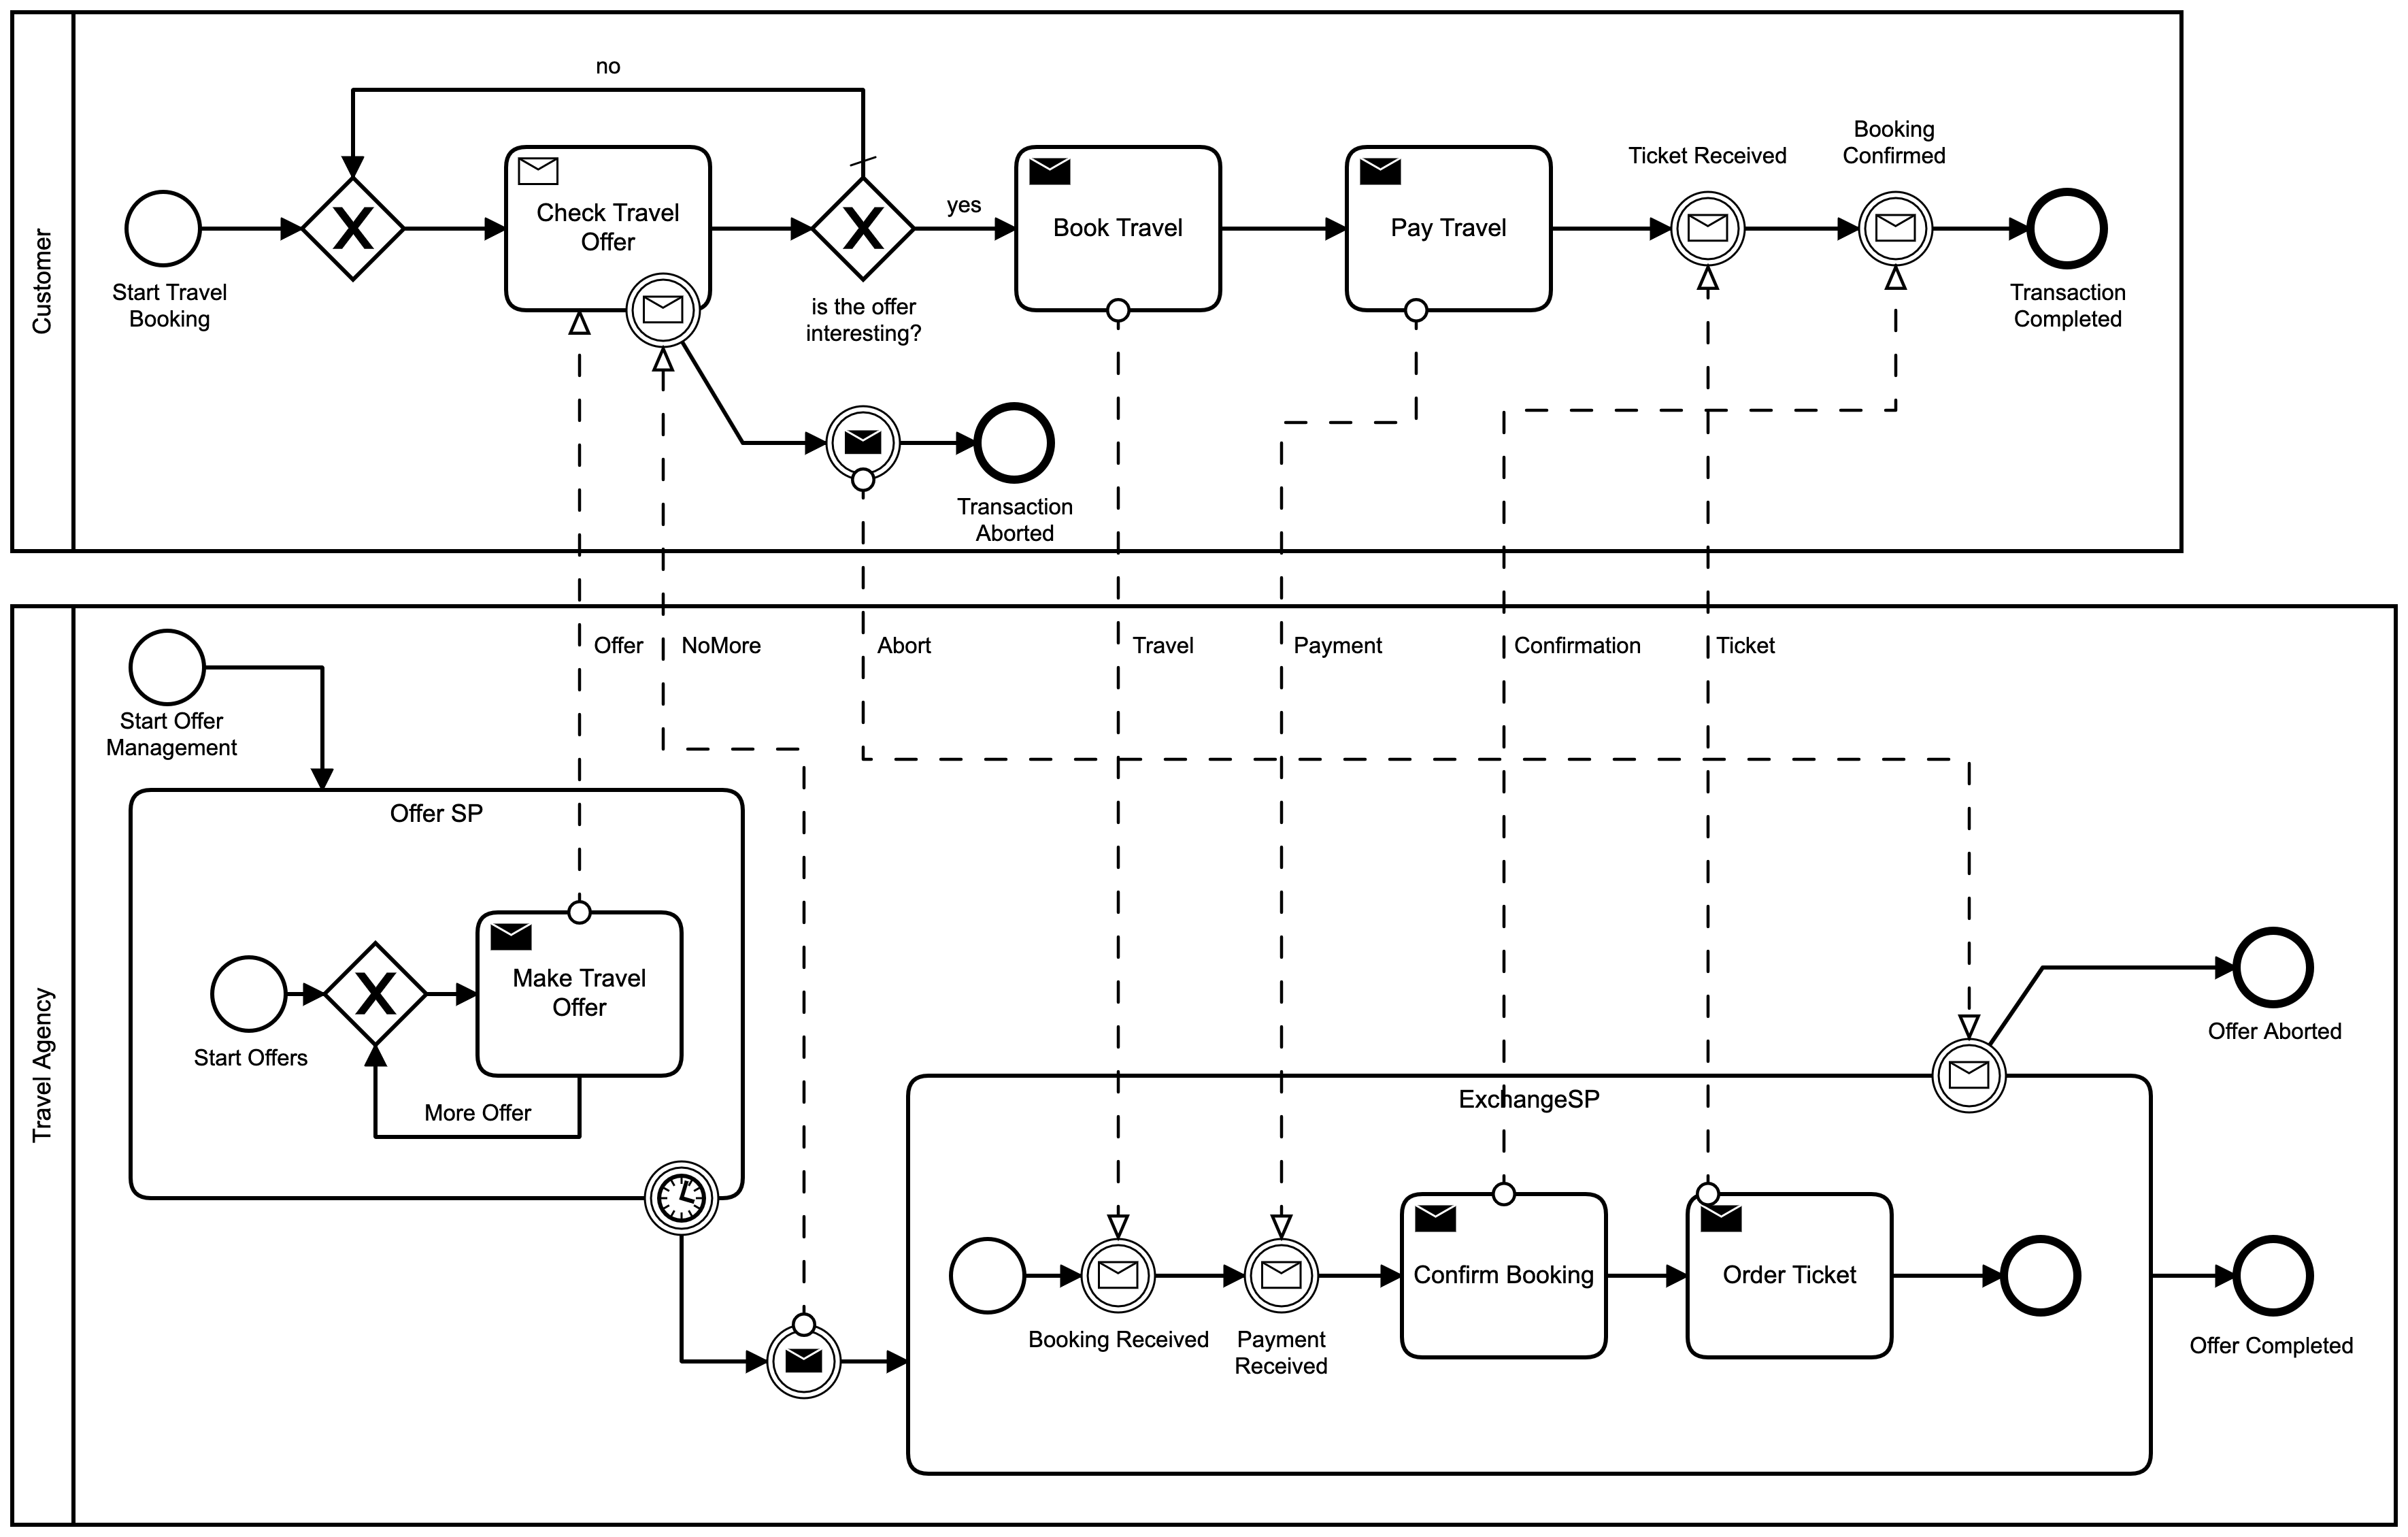 Customer
no
Start Travel
Booking
Check Travel
Offer
is the offer
interesting?
yes
Book Travel
Pay Travel
Ticket Received
Booking
Confirmed
Transaction
Completed
Transaction
Aborted
Travel Agency
Offer
NoMore
Abort
Travel
Payment
Confirmation
Ticket
Start Offer
Management
Offer SP
Start Offers
Make Travel
Offer
More Offer
ExchangeSP
Booking Received
Payment
Received
Confirm Booking
Order Ticket
Offer Aborted
Offer Completed